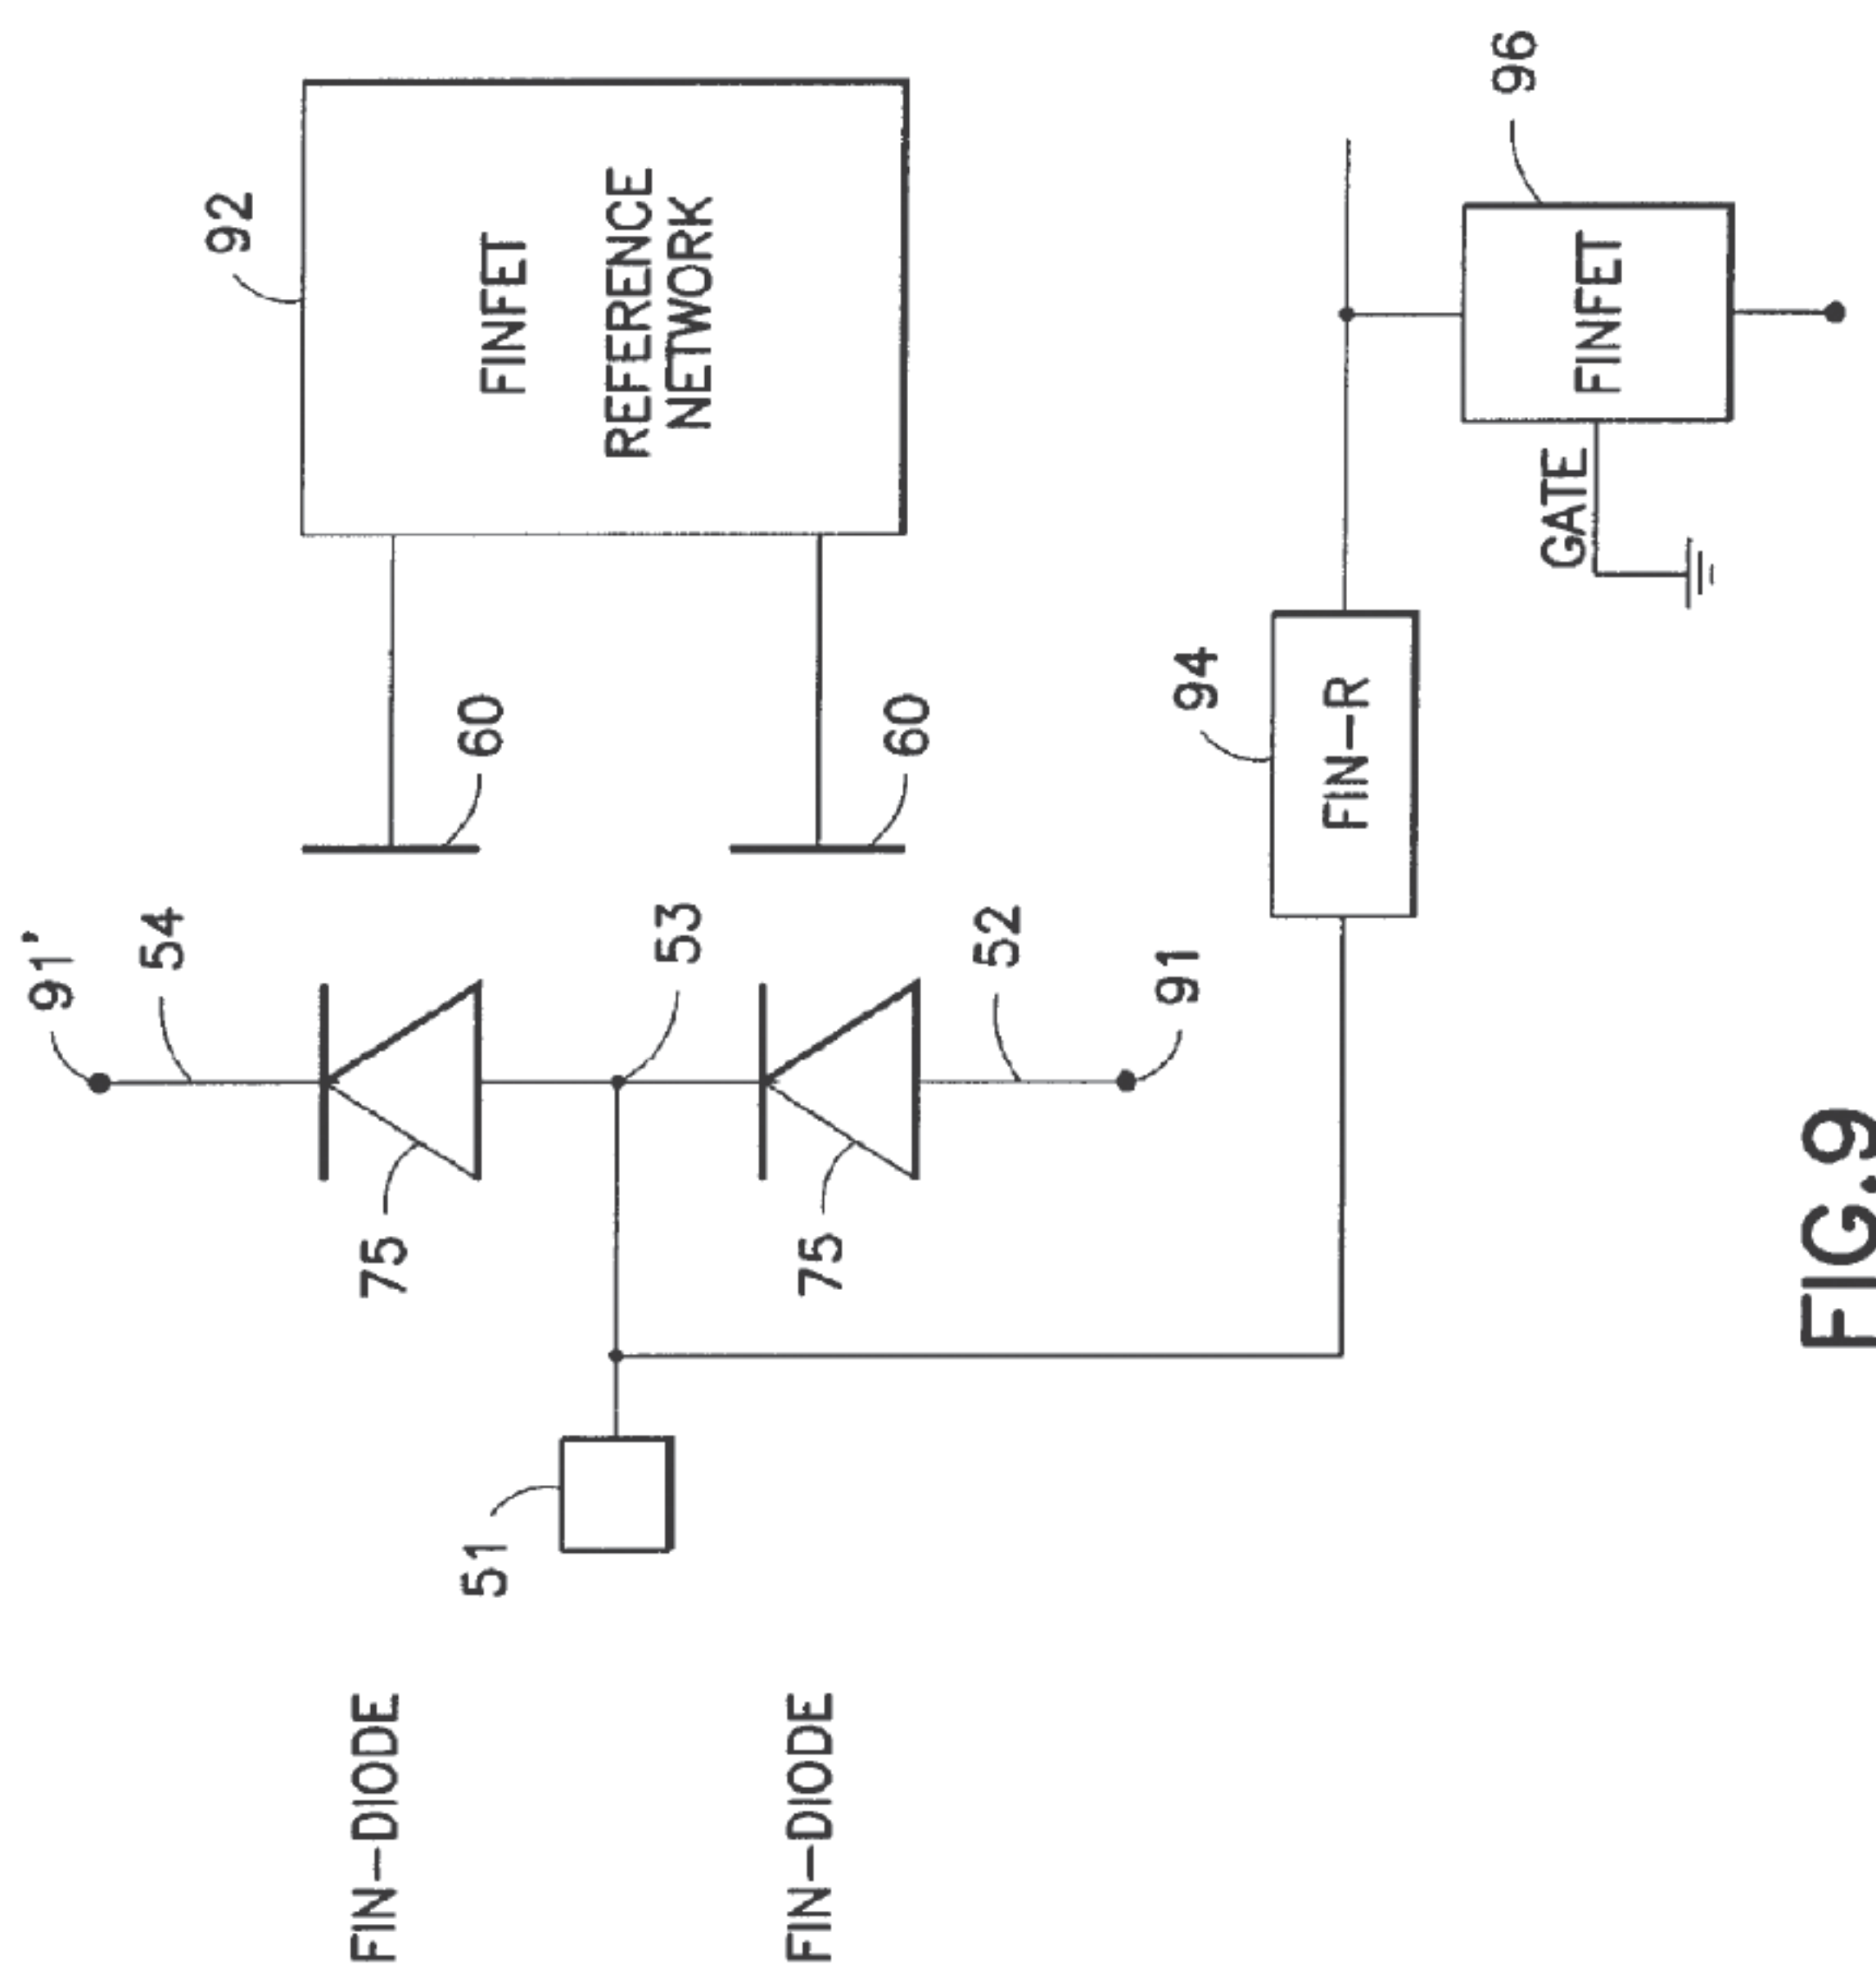 91'
54
92
FINFET
REFERENCE
NETWORK
60
75
53
60
52
91
75
51
FIN-DIODE
FIN-DIODE
94
FIN-R
96
FINFET
GATE
FIG.9